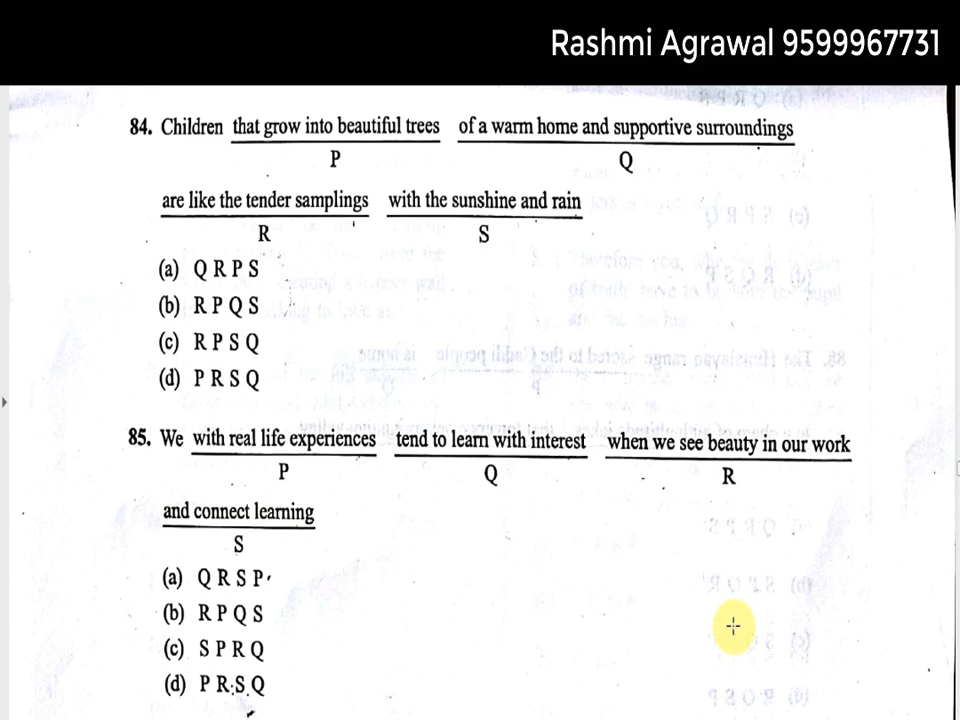 Rashmi Agrawal 9599967731
84. Children that grow into beautiful trees of a warm home and supportive surroundings
P Q
are like the tender samplings with the sunshine and rain
R S
(a) Q R P S
(b) R P Q S
(c) R P S Q
(d) P R S Q
85. We with real life experiences tend to learn with interest when we see beauty in our work
P Q R
and connect learning
S
(a) Q R S P
(b) R P Q S
(c) S P R Q
(d) P R S Q